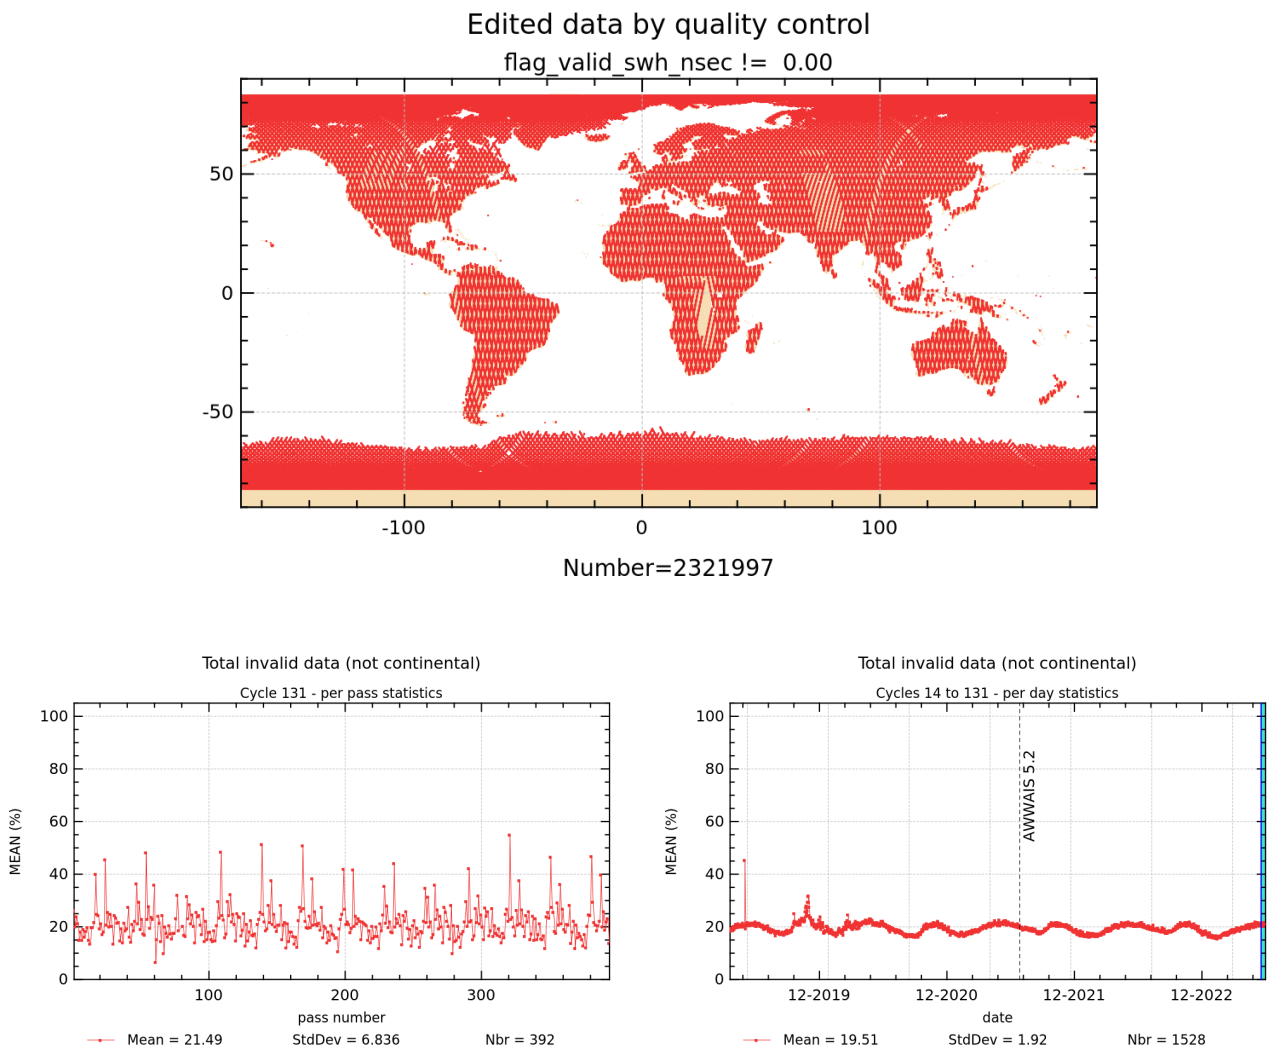 Edited data by quality control
flag_valid_swh_nsec != 0.00
50
0
-50
-100 0 100
Number=2321997
Total invalid data (not continental)
Cycle 131 - per pass statistics
MEAN (%)
100
80
60
40
20
0
100 200 300
pass number
Mean = 21.49 StdDev = 6.836 Nbr = 392
Total invalid data (not continental)
Cycles 14 to 131 - per day statistics
MEAN (%)
100
80
60
40
20
0
AWWAIS 5.2
12-2019 12-2020 12-2021 12-2022
date
Mean = 19.51 StdDev = 1.92 Nbr = 1528